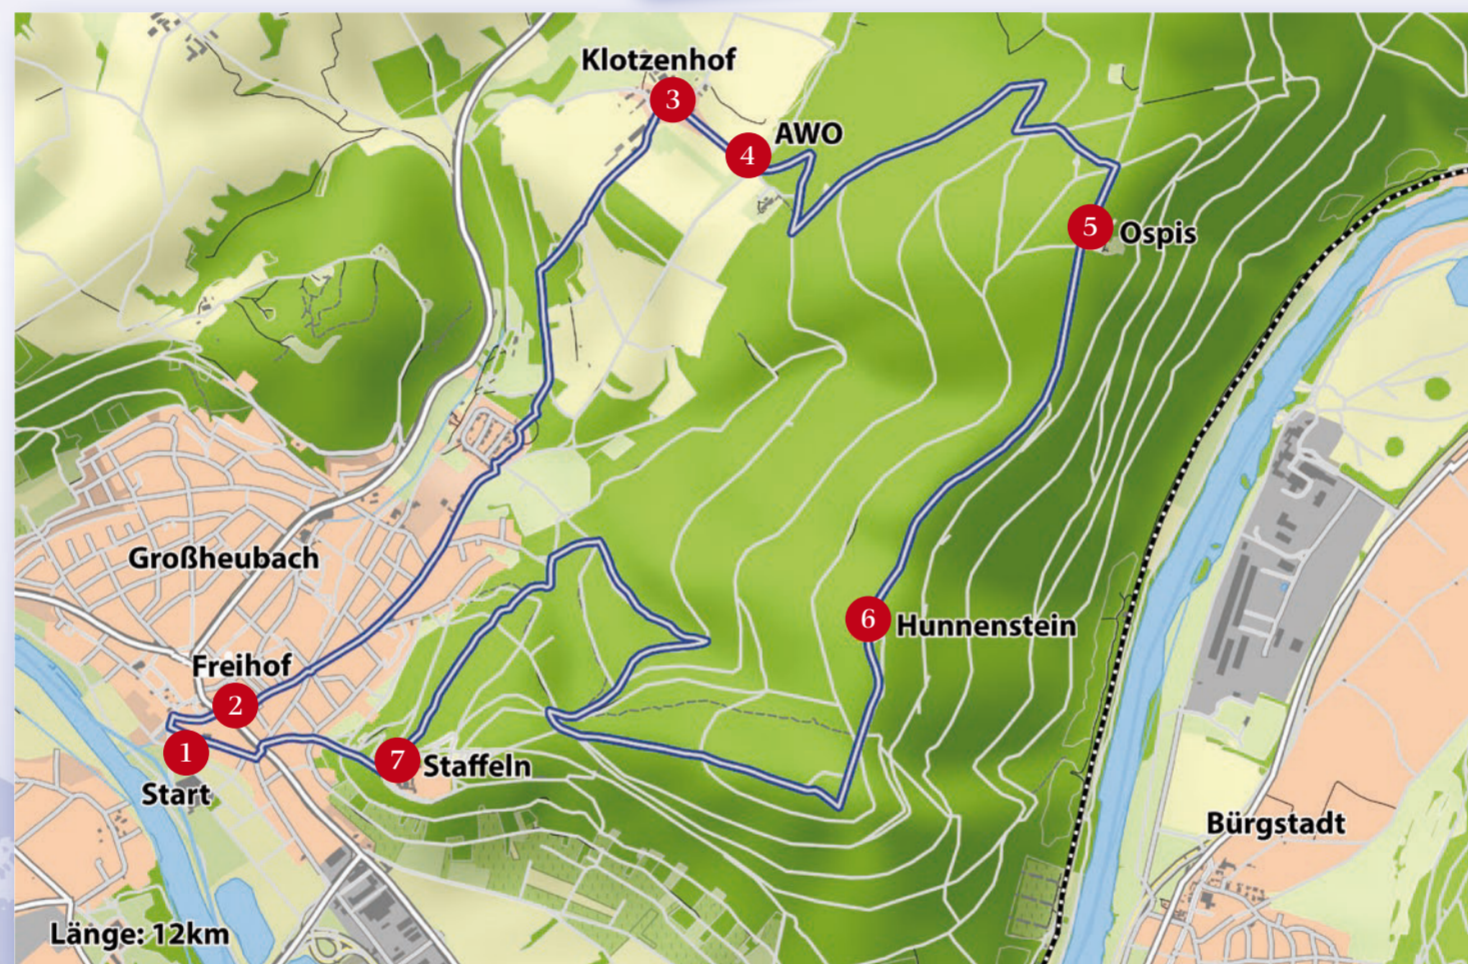 Klotzenhof
3
AWO
4
5
Ospis
Großheubach
6
Hunnenstein
Freihof
2
1
7
Staffeln
Start
Bürgstadt
Länge: 12km